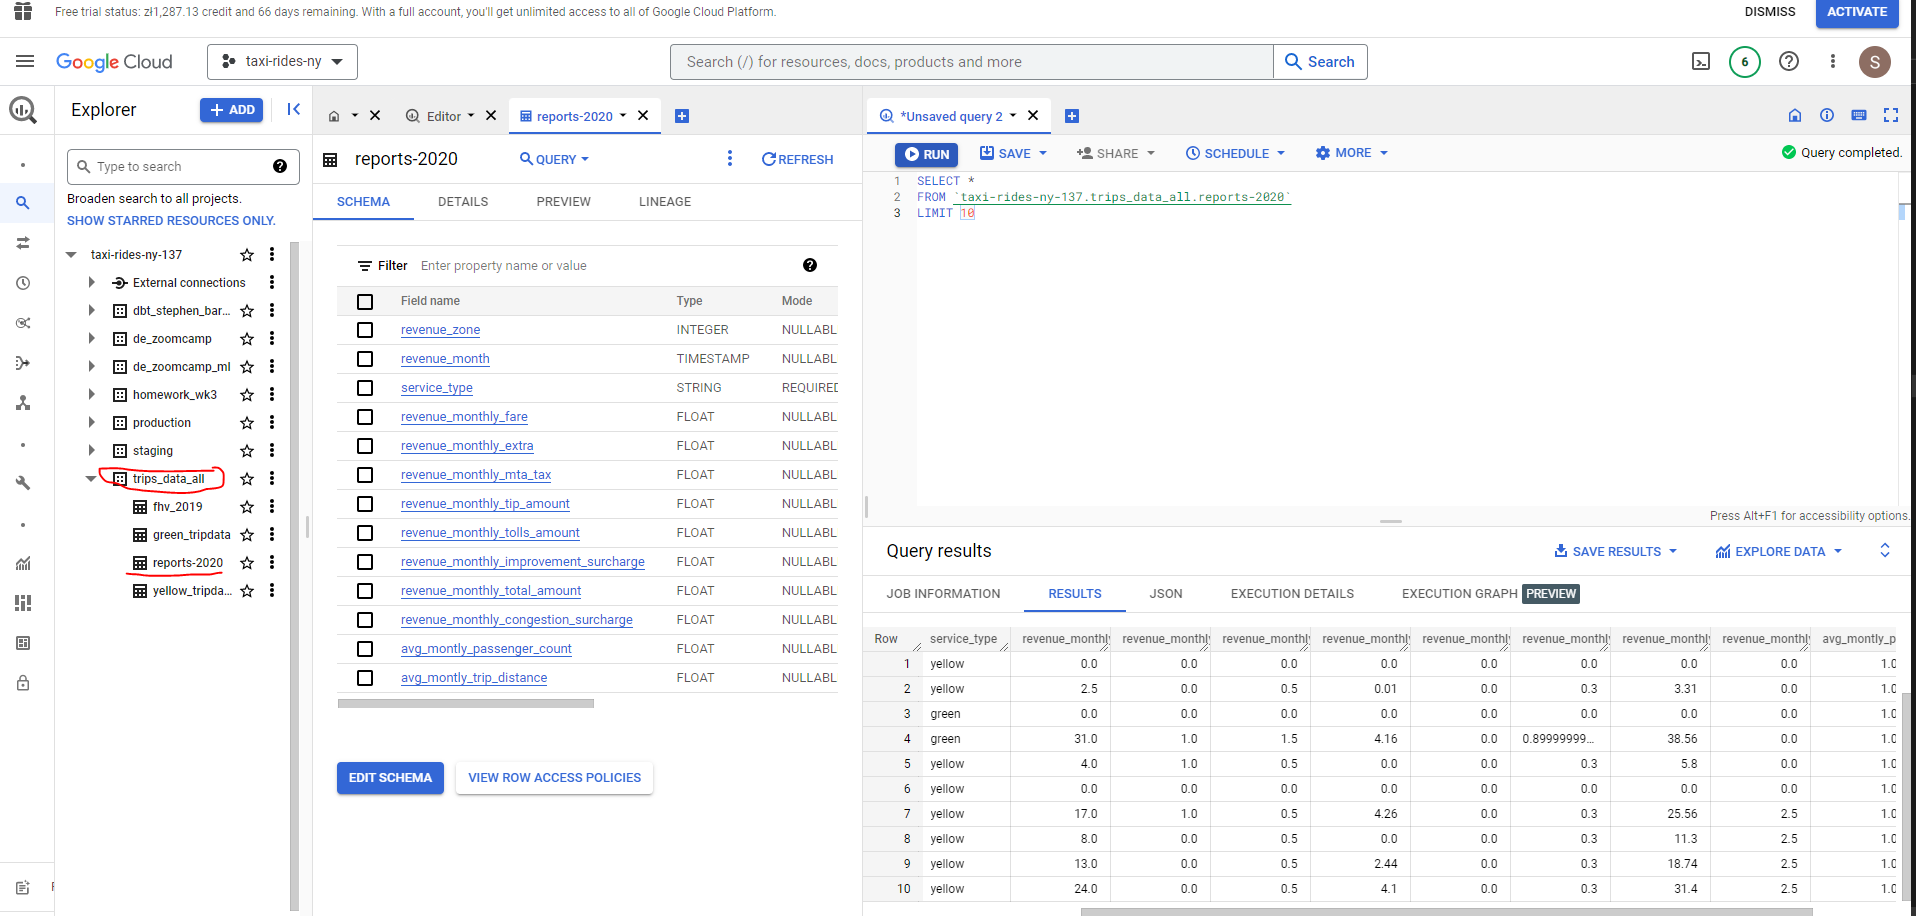 Free trial status: zł1,287.13 credit and 66 days remaining. With a full account, you'll get unlimited access to all of Google Cloud Platform.
DISMISS
ACTIVATE
Google Cloud
taxi-rides-ny
Search (/) for resources, docs, products and more
Search
6
S
Explorer
+ ADD
Type to search
Broaden search to all projects.
SHOW STARRED RESOURCES ONLY.
taxi-rides-ny-137
External connections
dbt_stephen_bar...
de_zoomcamp
de_zoomcamp_ml
homework_wk3
production
staging
trips_data_all
fhv_2019
green_tripdata
reports-2020
yellow_tripda...
Editor
reports-2020
reports-2020
QUERY
REFRESH
SCHEMA DETAILS PREVIEW LINEAGE
Filter Enter property name or value
Field name Type Mode
revenue_zone INTEGER NULLABL
revenue_month TIMESTAMP NULLABL
service_type STRING REQUIRED
revenue_monthly_fare FLOAT NULLABL
revenue_monthly_extra FLOAT NULLABL
revenue_monthly_mta_tax FLOAT NULLABL
revenue_monthly_tip_amount FLOAT NULLABL
revenue_monthly_tolls_amount FLOAT NULLABL
revenue_monthly_improvement_surcharge FLOAT NULLABL
revenue_monthly_total_amount FLOAT NULLABL
revenue_monthly_congestion_surcharge FLOAT NULLABL
avg_montly_passenger_count FLOAT NULLABL
avg_montly_trip_distance FLOAT NULLABL
EDIT SCHEMA
VIEW ROW ACCESS POLICIES
*Unsaved query 2
RUN SAVE SHARE SCHEDULE MORE
Query completed.
1 SELECT *
2 FROM `taxi-rides-ny-137.trips_data_all.reports-2020`
3 LIMIT 10
Press Alt+F1 for accessibility options.
Query results
SAVE RESULTS
EXPLORE DATA
JOB INFORMATION RESULTS JSON EXECUTION DETAILS EXECUTION GRAPH PREVIEW
Row service_type revenue_monthly revenue_monthly revenue_monthly revenue_monthly revenue_monthly revenue_monthly revenue_monthly revenue_monthly avg_montly_p
1 yellow 0.0 0.0 0.0 0.0 0.0 0.0 0.0 0.0 1.0
2 yellow 2.5 0.0 0.5 0.01 0.0 0.3 3.31 0.0 1.0
3 green 0.0 0.0 0.0 0.0 0.0 0.0 0.0 0.0 1.0
4 green 31.0 1.0 1.5 4.16 0.0 0.89999999... 38.56 0.0 1.0
5 yellow 4.0 1.0 0.5 0.0 0.0 0.3 5.8 0.0 1.0
6 yellow 0.0 0.0 0.0 0.0 0.0 0.0 0.0 0.0 1.0
7 yellow 17.0 1.0 0.5 4.26 0.0 0.3 25.56 2.5 1.0
8 yellow 8.0 0.0 0.5 0.0 0.0 0.3 11.3 2.5 1.0
9 yellow 13.0 0.0 0.5 2.44 0.0 0.3 18.74 2.5 1.0
10 yellow 24.0 0.0 0.5 4.1 0.0 0.3 31.4 2.5 1.0